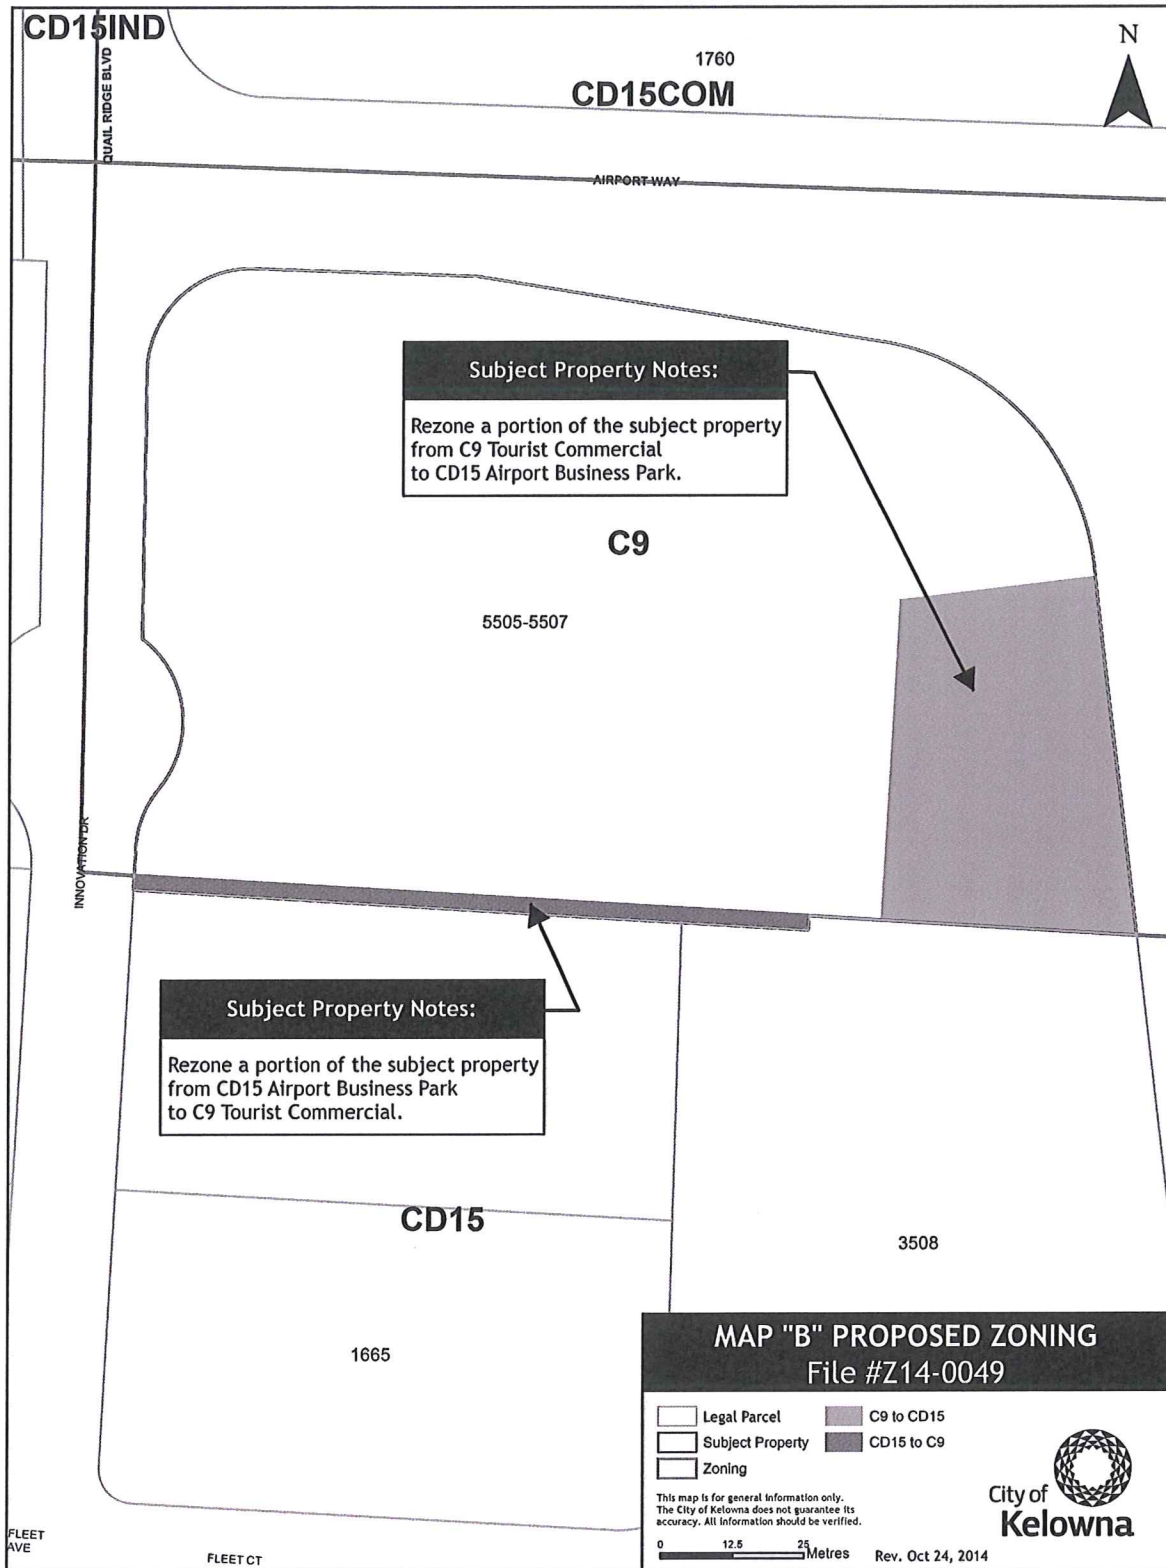 CD15IND
QUAIL RIDGE BLVD
1760
CD15COM
N
AIRPORT WAY
Subject Property Notes:
Rezone a portion of the subject property
from C9 Tourist Commercial
to CD15 Airport Business Park.
C9
5505-5507
INNOVATION DR
Subject Property Notes:
Rezone a portion of the subject property
from CD15 Airport Business Park
to C9 Tourist Commercial.
CD15
3508
1665
MAP "B" PROPOSED ZONING
File #Z14-0049
Legal Parcel
C9 to CD15
Subject Property
CD15 to C9
Zoning
This map is for general information only.
The City of Kelowna does not guarantee its
accuracy. All information should be verified.
0 12.5 25 Metres
Rev. Oct 24, 2014
City of
Kelowna
FLEET
AVE
FLEET CT